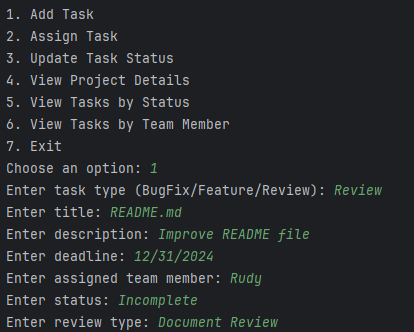 1. Add Task
2. Assign Task
3. Update Task Status
4. View Project Details
5. View Tasks by Status
6. View Tasks by Team Member
7. Exit
Choose an option: 1
Enter task type (BugFix/Feature/Review): Review
Enter title: README.md
Enter description: Improve README file
Enter deadline: 12/31/2024
Enter assigned team member: Rudy
Enter status: Incomplete
Enter review type: Document Review